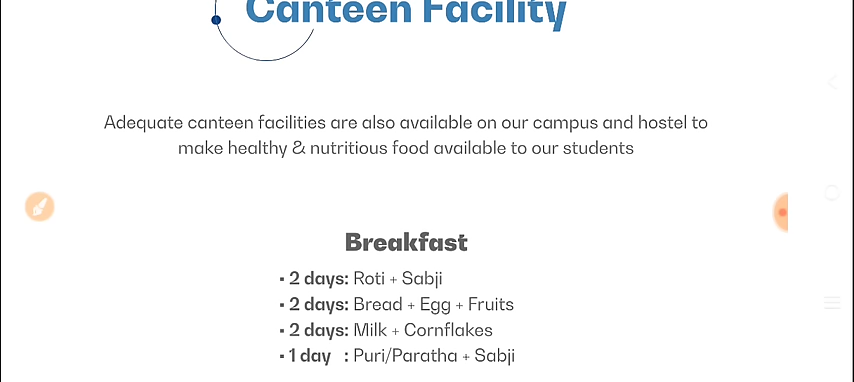 Canteen Facility
Adequate canteen facilities are also available on our campus and hostel to
make healthy & nutritious food available to our students
Breakfast
▪ 2 days: Roti + Sabji
▪ 2 days: Bread + Egg + Fruits
▪ 2 days: Milk + Cornflakes
▪ 1 day : Puri/Paratha + Sabji